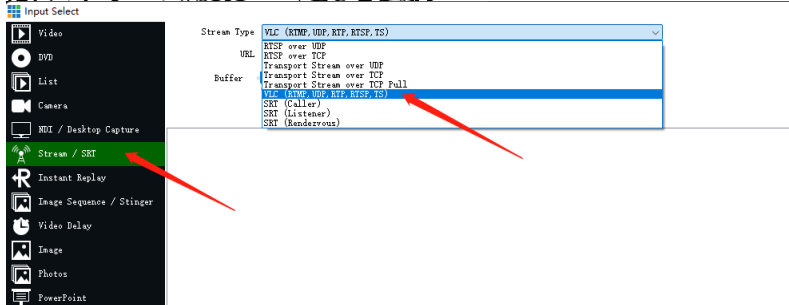 Input Select
Video
DVD
List
Camera
NDI / Desktop Capture
Stream / SRT
Instant Replay
Image Sequence / Stinger
Video Delay
Image
Photos
PowerPoint
Stream Type
VLC (RTMP,UDP,RTP,RTSP,TS)
URL
Buffer
RTSP over UDP
RTSP over TCP
Transport Stream over UDP
Transport Stream over TCP
Transport Stream over TCP Pull
VLC (RTMP,UDP,RTP,RTSP,TS)
SRT (Caller)
SRT (Listener)
SRT (Rendezvous)